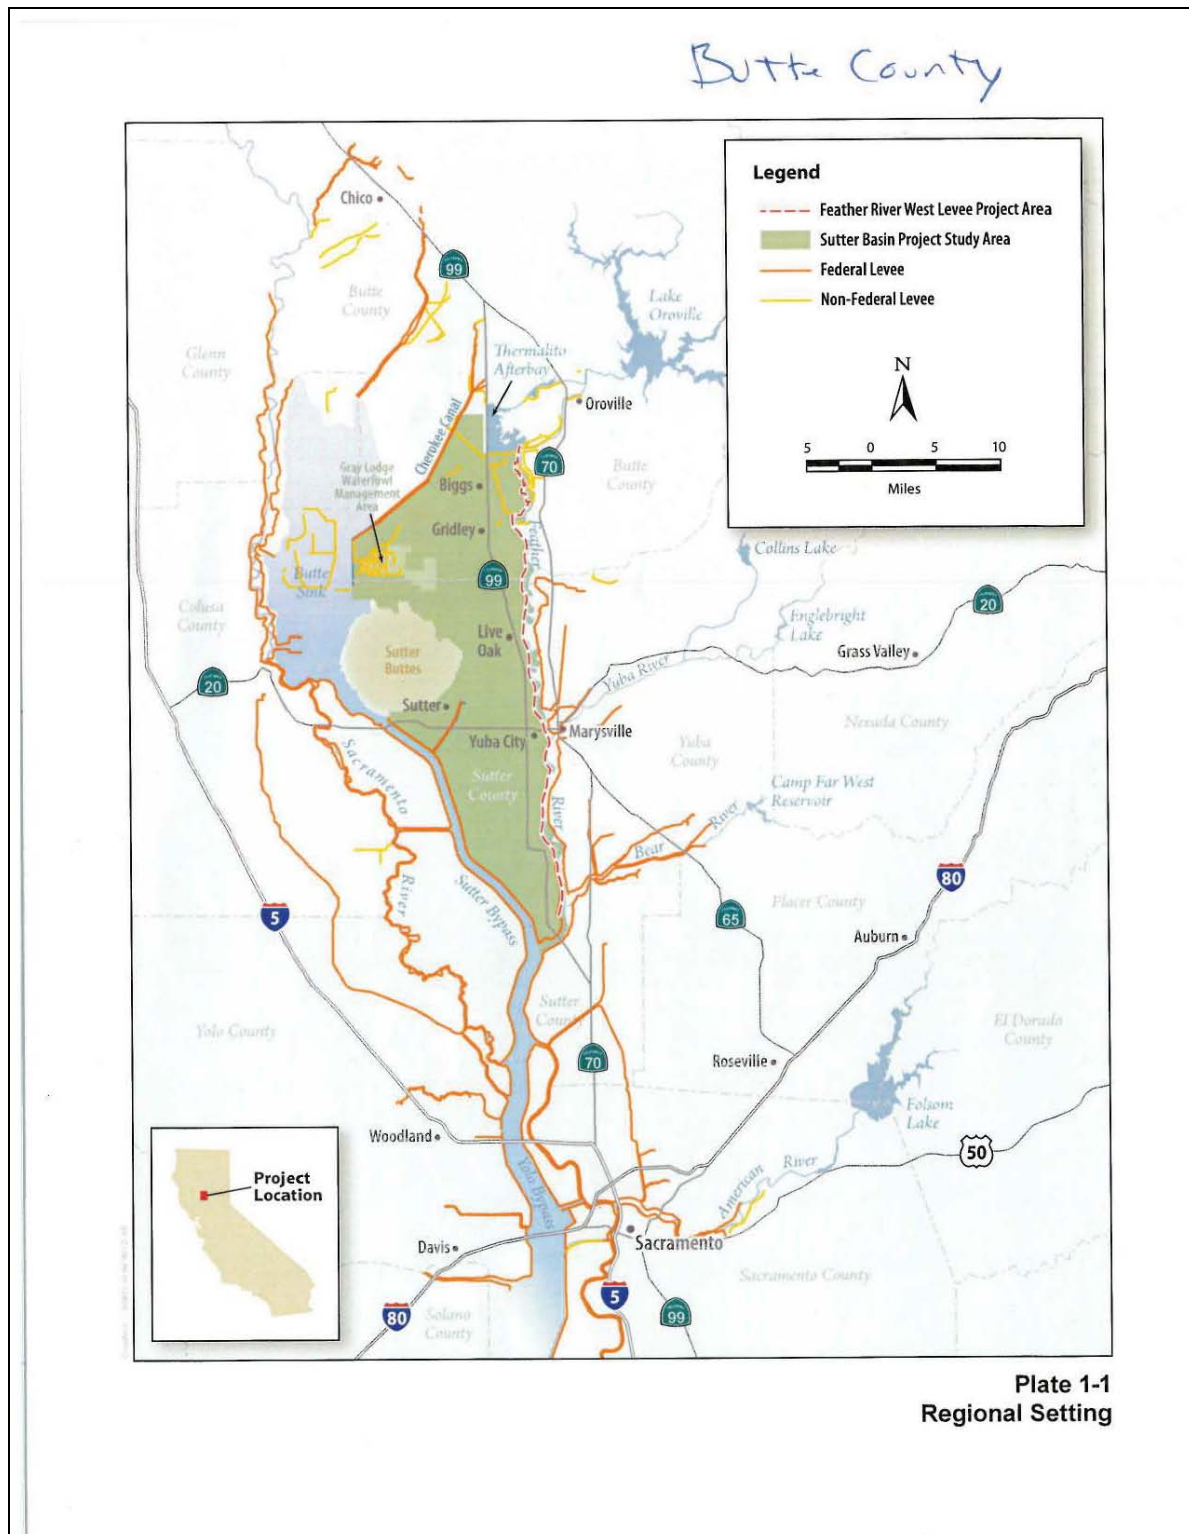 Butte County
Legend
Feather River West Levee Project Area
Sutter Basin Project Study Area
Federal Levee
Non-Federal Levee
N
5 0 5 10
Miles
Chico
99
Butte
County
Lake
Oroville
Glenn
County
Thermalito
Afterbay
Oroville
Cherokee Canal
70
Gray Lodge
Waterfowl
Management
Area
Butte
County
Biggs
Gridley
Feather
Collins Lake
99
Butte
Sink
20
Colusa
County
Englebright
Lake
Live
Oak
Grass Valley
Sutter
Buttes
Yuba River
20
Sutter
Nevada County
Marysville
Yuba City
Yuba
County
Sacramento
Sutter
County
Camp Far West
Reservoir
River
River
Bear
River
Sutter Bypass
80
5
65
Placer County
Auburn
Sutter
County
Yolo County
El Dorado
County
70
Roseville
Folsom
Lake
Woodland
50
Project
Location
Yolo Bypass
American
River
Davis
Sacramento
Sacramento County
5
80
Solano
County
99
Plate 1-1
Regional Setting